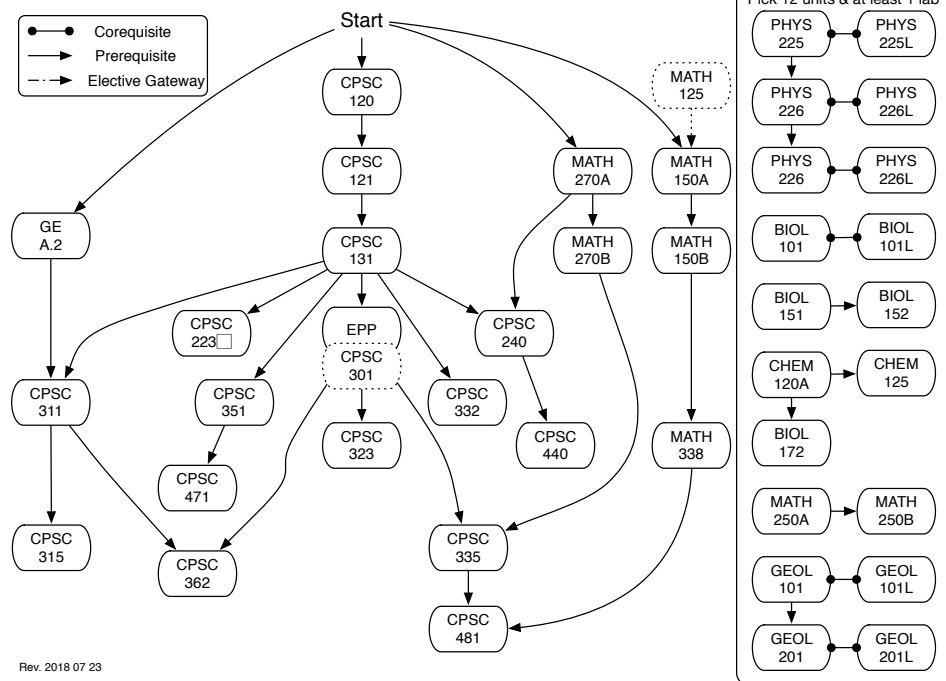 Pick 12 units & at least 1 lab
Corequisite
Prerequisite
Elective Gateway
Start
CPSC
120
MATH
125
CPSC
121
MATH
270A
MATH
150A
GE
A.2
CPSC
131
MATH
270B
MATH
150B
CPSC
223
EPP
CPSC
301
CPSC
240
CPSC
311
CPSC
351
CPSC
332
CPSC
323
CPSC
440
MATH
338
CPSC
471
CPSC
315
CPSC
362
CPSC
335
CPSC
481
PHYS
225
PHYS
225L
PHYS
226
PHYS
226L
PHYS
226
PHYS
226L
BIOL
101
BIOL
101L
BIOL
151
BIOL
152
CHEM
120A
CHEM
125
BIOL
172
MATH
250A
MATH
250B
GEOL
101
GEOL
101L
GEOL
201
GEOL
201L
Rev. 2018 07 23